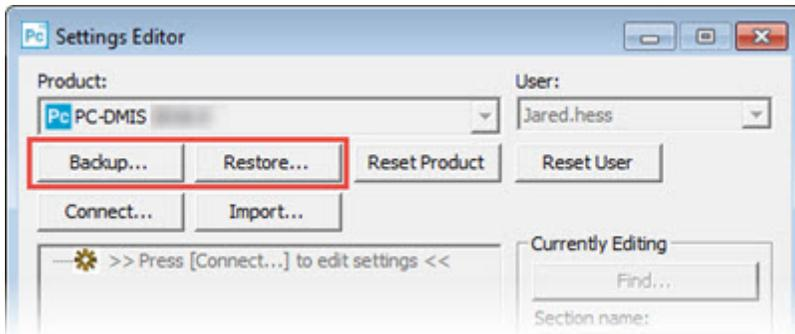 Pc Settings Editor
Product: User:
Pc PC-DMIS Jared.hess
Backup... Restore... Reset Product Reset User
Connect... Import...
>> Press [Connect...] to edit settings << Currently Editing
Find...
Section name: